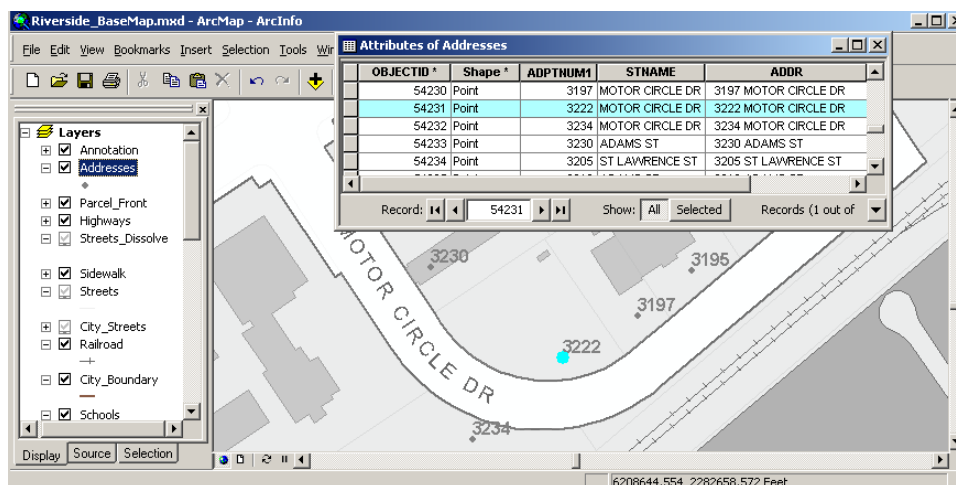 Riverside_BaseMap.mxd - ArcMap - ArcInfo
File Edit View Bookmarks Insert Selection Tools
Attributes of Addresses
OBJECTID * Shape * ADPTNUM1 STNAME ADDR
54230 Point 3197 MOTOR CIRCLE DR 3197 MOTOR CIRCLE DR
54231 Point 3222 MOTOR CIRCLE DR 3222 MOTOR CIRCLE DR
54232 Point 3234 MOTOR CIRCLE DR 3234 MOTOR CIRCLE DR
54233 Point 3230 ADAMS ST 3230 ADAMS ST
54234 Point 3205 ST LAWRENCE ST 3205 ST LAWRENCE ST
Record: 54231 Show: All Selected Records (1 out of
Layers
Annotation
Addresses
Parcel_Front
Highways
Streets_Dissolve
Sidewalk
Streets
City_Streets
Railroad
City_Boundary
Schools
Display Source Selection
MOTOR CIRCLE DR
3230
3195
3197
3222
3234
6208644.554 2282658.572 Feet